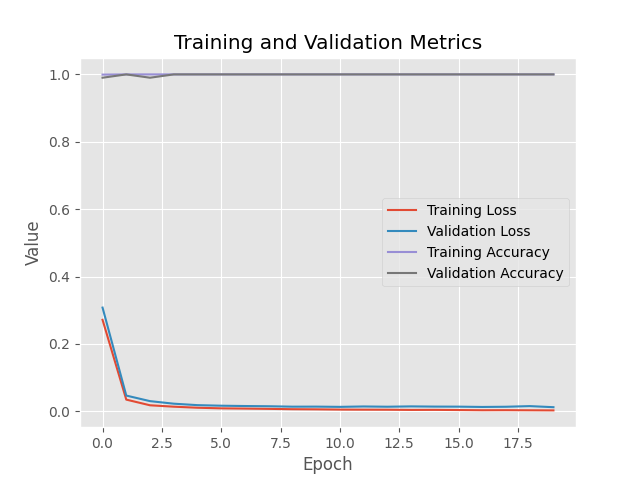 Training and Validation Metrics
1.0
0.8
0.6
0.4
0.2
0.0
Value
Training Loss
Validation Loss
Training Accuracy
Validation Accuracy
0.0 2.5 5.0 7.5 10.0 12.5 15.0 17.5
Epoch